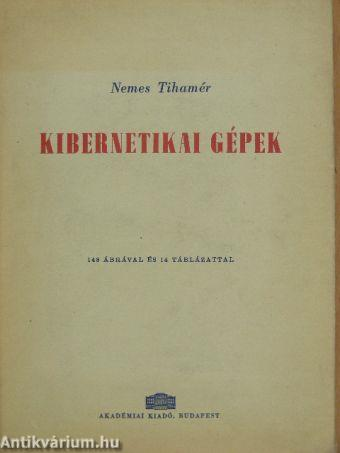 Nemes Tihamér
KIBERNETIKAI GÉPEK
148 ÁBRÁVAL ÉS 14 TÁBLÁZATTAL
AKADÉMIAI KIADÓ, BUDAPEST
Antikvárium.hu